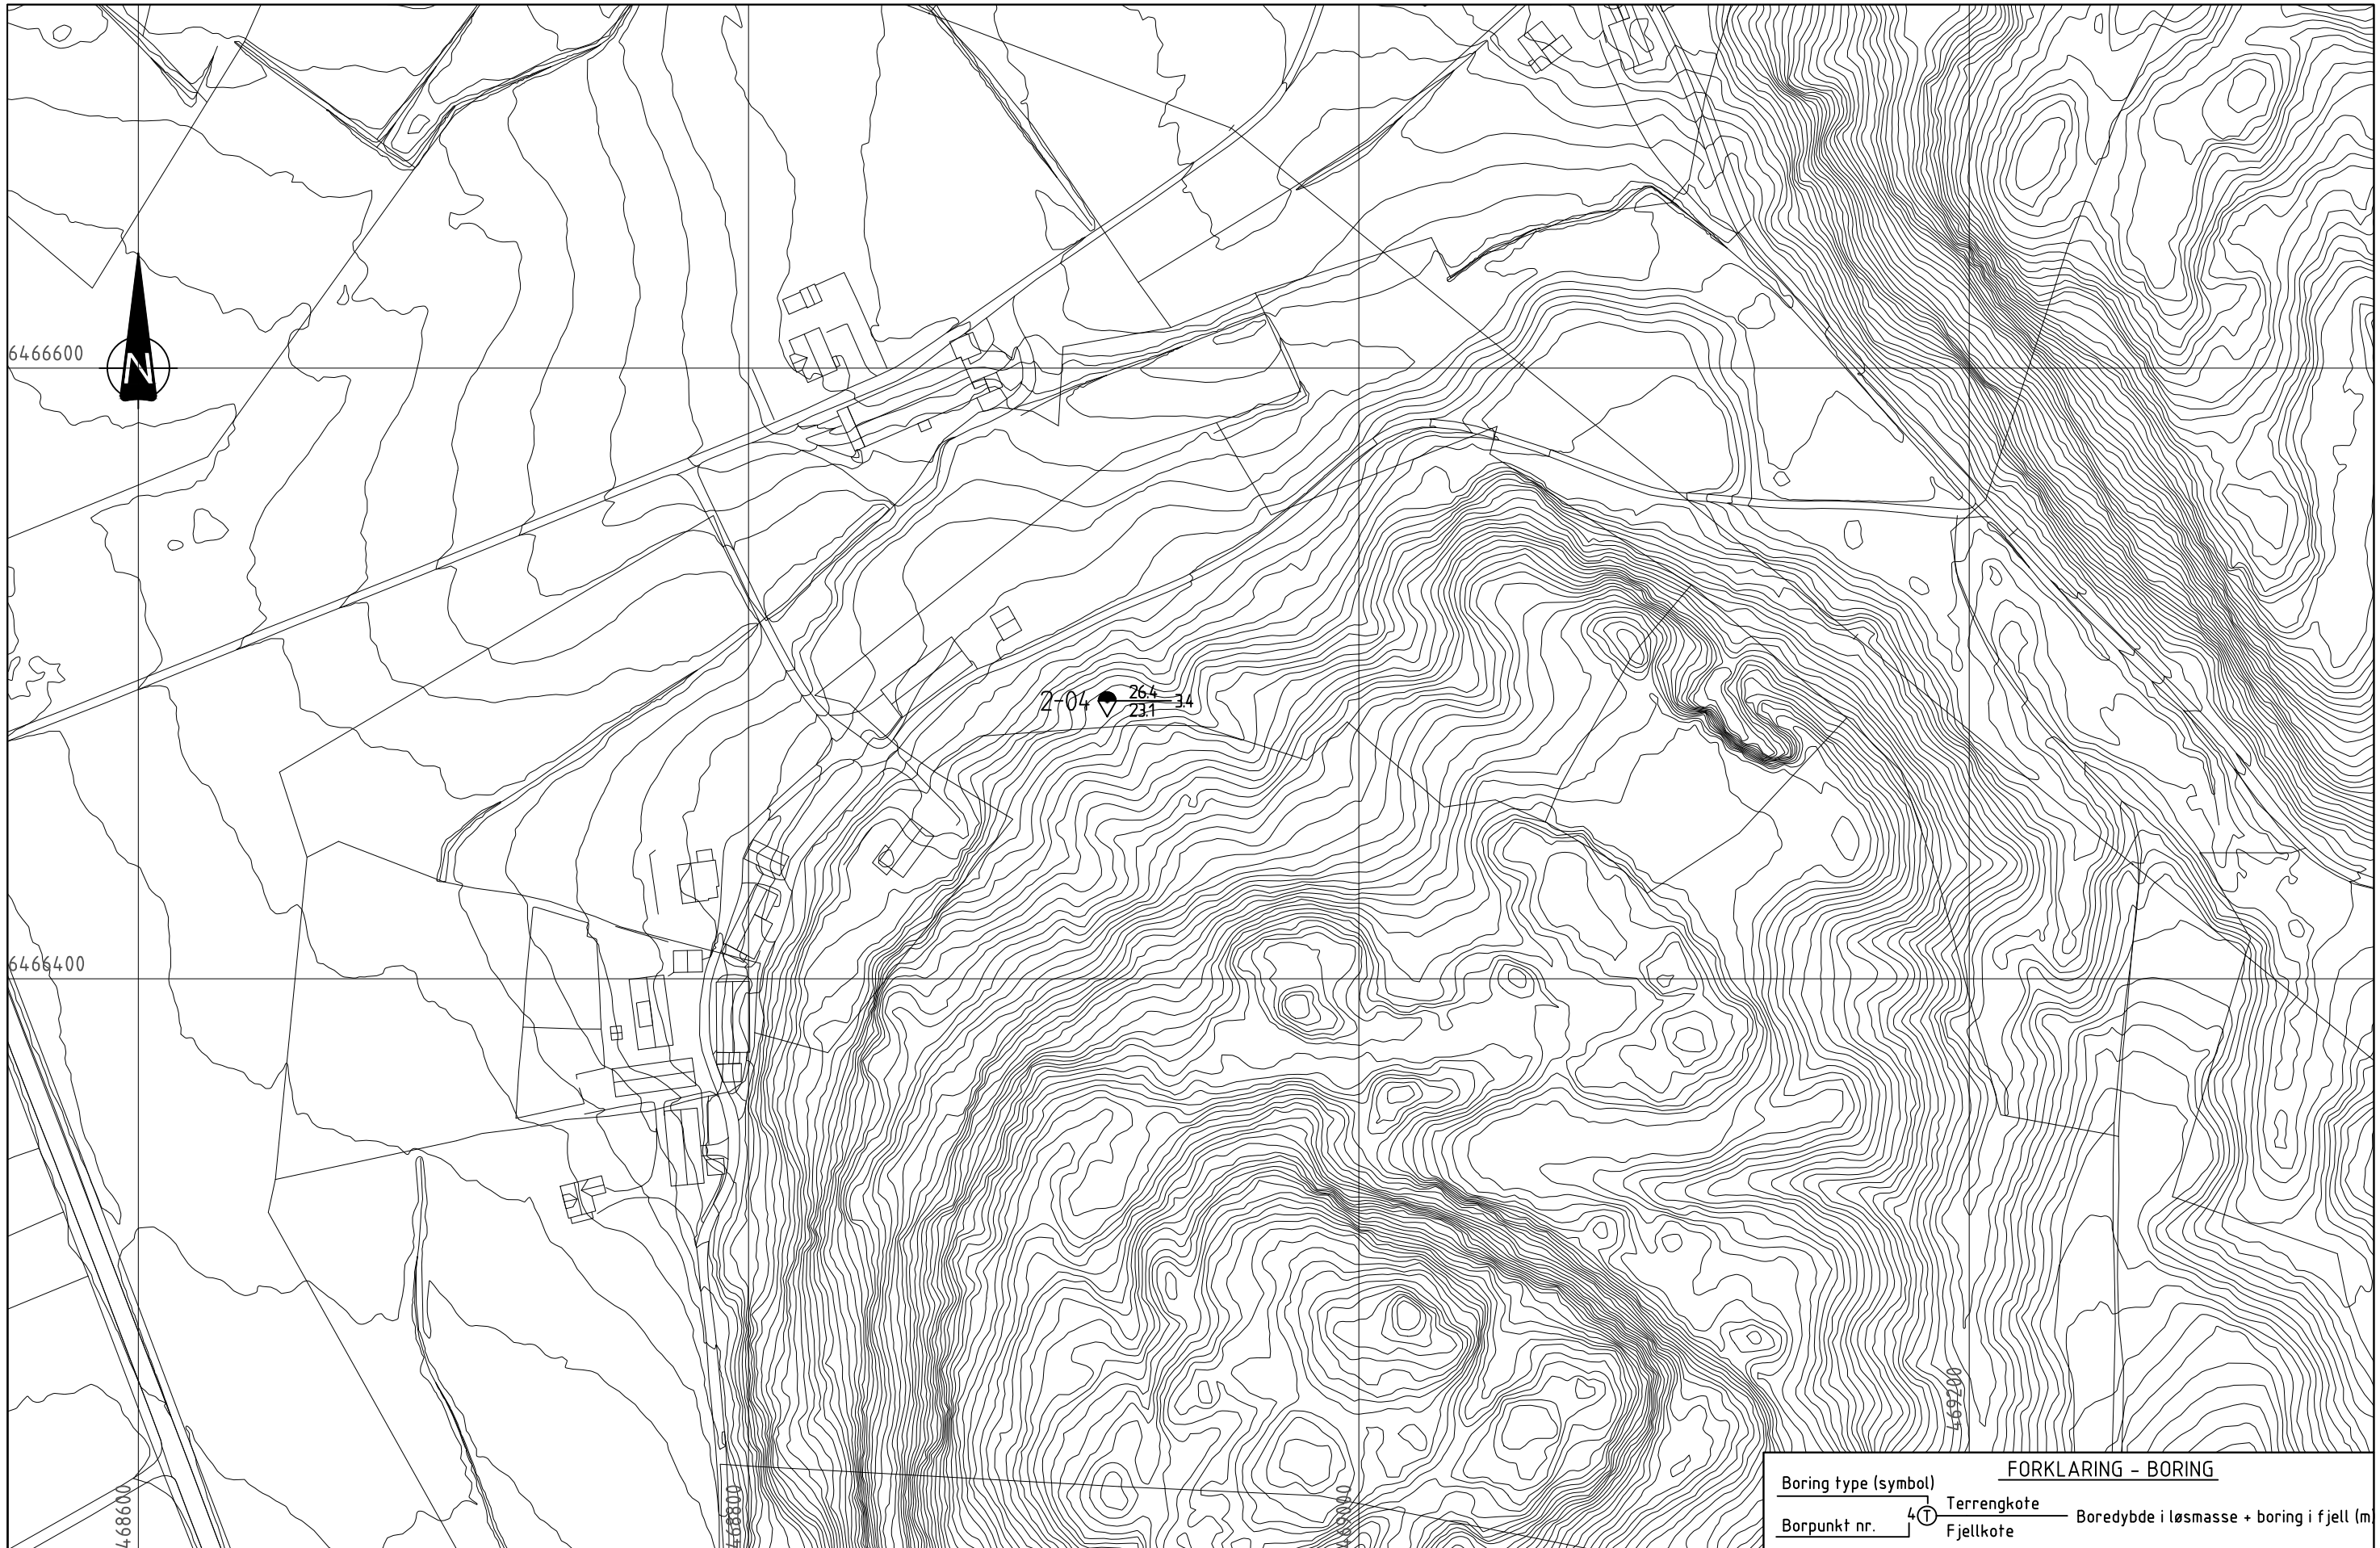 6466600
N
2-04
26.4
3.4
23.1
6466400
469200
468600
468800
469000
FORKLARING - BORING
Boring type (symbol)
Terrengkote
4 T
Boredybde i løsmasse + boring i fjell (m
Borpunkt nr.
Fjellkote